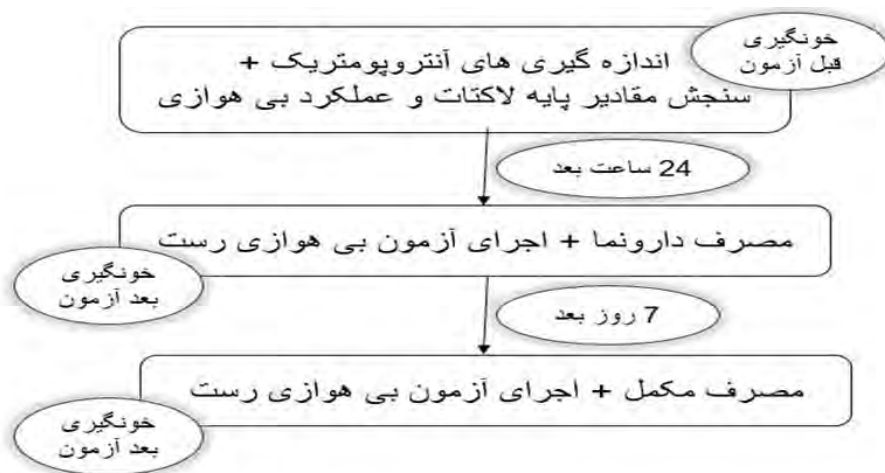 خونگیری
قبل آزمون
اندازه گیری های آنتروپومتریک +
سنجش مقادیر پایه لاکتات و عملکرد بی هوازی
24 ساعت بعد
مصرف دارونما + اجرای آزمون بی هوازی رست
خونگیری
بعد آزمون
7 روز بعد
مصرف مکمل + اجرای آزمون بی هوازی رست
خونگیری
بعد آزمون